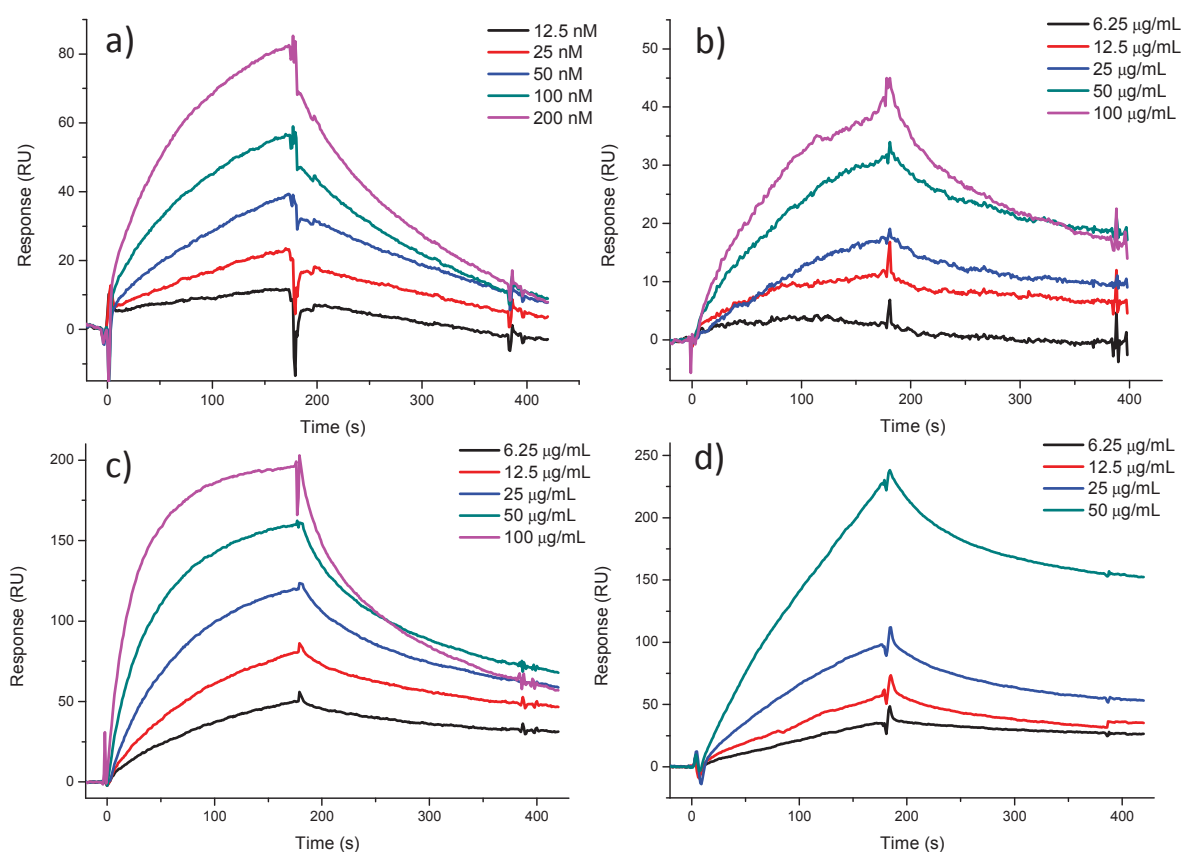 a)
12.5 nM
25 nM
50 nM
100 nM
200 nM
80
60
40
20
0
Response (RU)
0 100 200 300 400
Time (s)
b)
6.25 μg/mL
12.5 μg/mL
25 μg/mL
50 μg/mL
100 μg/mL
50
40
30
20
10
0
Response (RU)
0 100 200 300 400
Time (s)
c)
6.25 μg/mL
12.5 μg/mL
25 μg/mL
50 μg/mL
100 μg/mL
200
150
100
50
0
Response (RU)
0 100 200 300 400
Time (s)
d)
6.25 μg/mL
12.5 μg/mL
25 μg/mL
50 μg/mL
250
200
150
100
50
0
Response (RU)
0 100 200 300 400
Time (s)